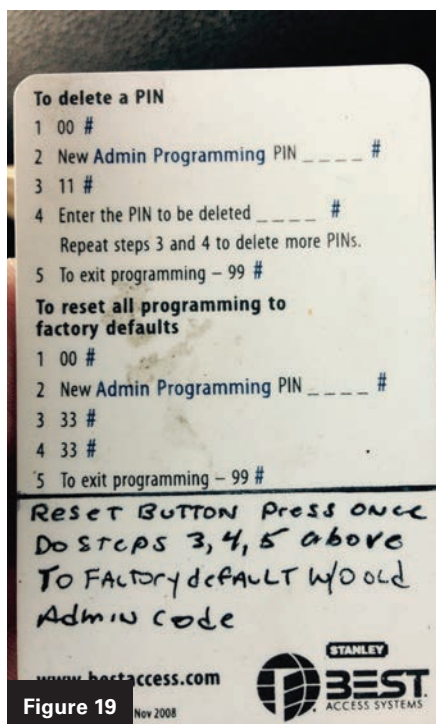 To delete a PIN
1 00 #
2 New Admin Programming PIN _ _ _ _ #
3 11 #
4 Enter the PIN to be deleted _ _ _ _ #
Repeat steps 3 and 4 to delete more PINs.
5 To exit programming – 99 #
To reset all programming to
factory defaults
1 00 #
2 New Admin Programming PIN _ _ _ _ #
3 33 #
4 33 #
5 To exit programming – 99 #
RESET BUTTON Press ONCE
DO STEPS 3, 4, 5 above
TO FACTORY defAULT W/O OLD
Admin Code
STANLEY
www.bestaccess.com
BEST
ACCESS SYSTEMS
Nov 2008
Figure 19